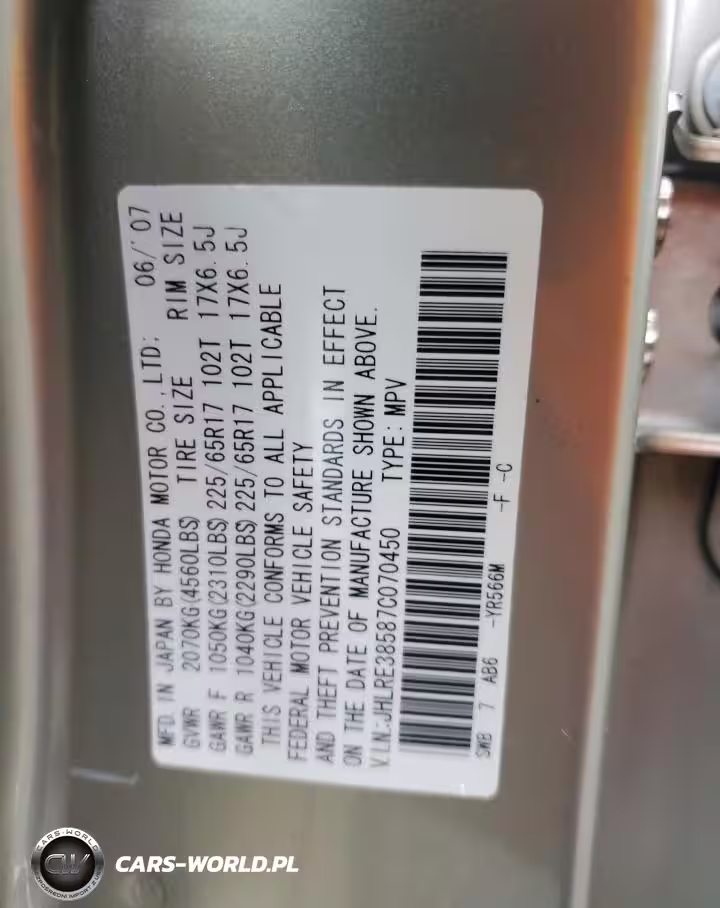 MFD. IN JAPAN BY HONDA MOTOR CO., LTD: 06/'07
GVWR 2070KG(4560LBS) TIRE SIZE RIM SIZE
GAWR F 1050KG(2310LBS) 225/65R17 102T 17X6.5J
GAWR R 1040KG(2290LBS) 225/65R17 102T 17X6.5J
THIS VEHICLE CONFORMS TO ALL APPLICABLE
FEDERAL MOTOR VEHICLE SAFETY
AND THEFT PREVENTION STANDARDS IN EFFECT
ON THE DATE OF MANUFACTURE SHOWN ABOVE.
V.I.N.:JHLRE38587C070450 TYPE:MPV
SWB 7 AB6 -YR566M -F -C
CARS-WORLD
CW
CARS-WORLD.PL